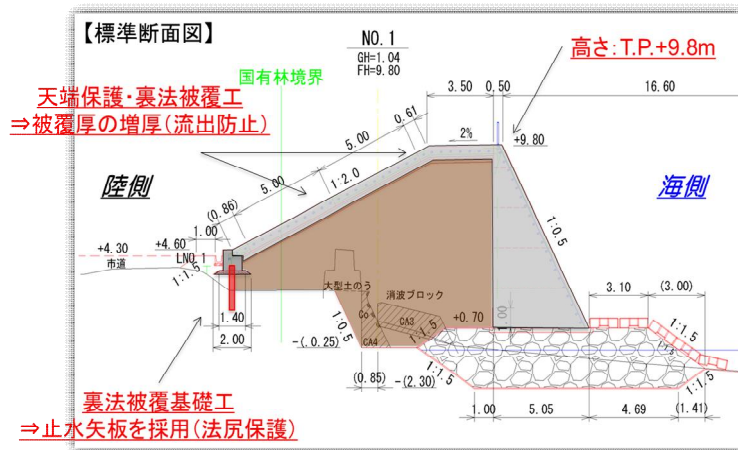 【標準断面図】
NO.1
GH=1.04
FH=9.80
高さ:T.P.+9.8m
国有林境界
3.50
0.50
16.60
天端保護・裏法被覆工
⇒被覆厚の増厚(流出防止)
0.61
5.00
2%
+9.80
陸側
海側
5.00
1:2.0
(0.86)
1:0.5
1.00
+4.60
+4.30
LNO.1
市道
1:1.5
大型土のう
消波ブロック
3.10
(3.00)
Co
CA3
+0.70
1:1.5
1:0.5
1.40
-(.0.25)
CA4
1:1.5
2.00
(0.85)
-(2.30)
1:1.5
1:1.5
裏法被覆基礎工
⇒止水矢板を採用(法尻保護)
1.00
5.05
4.69
(1.41)